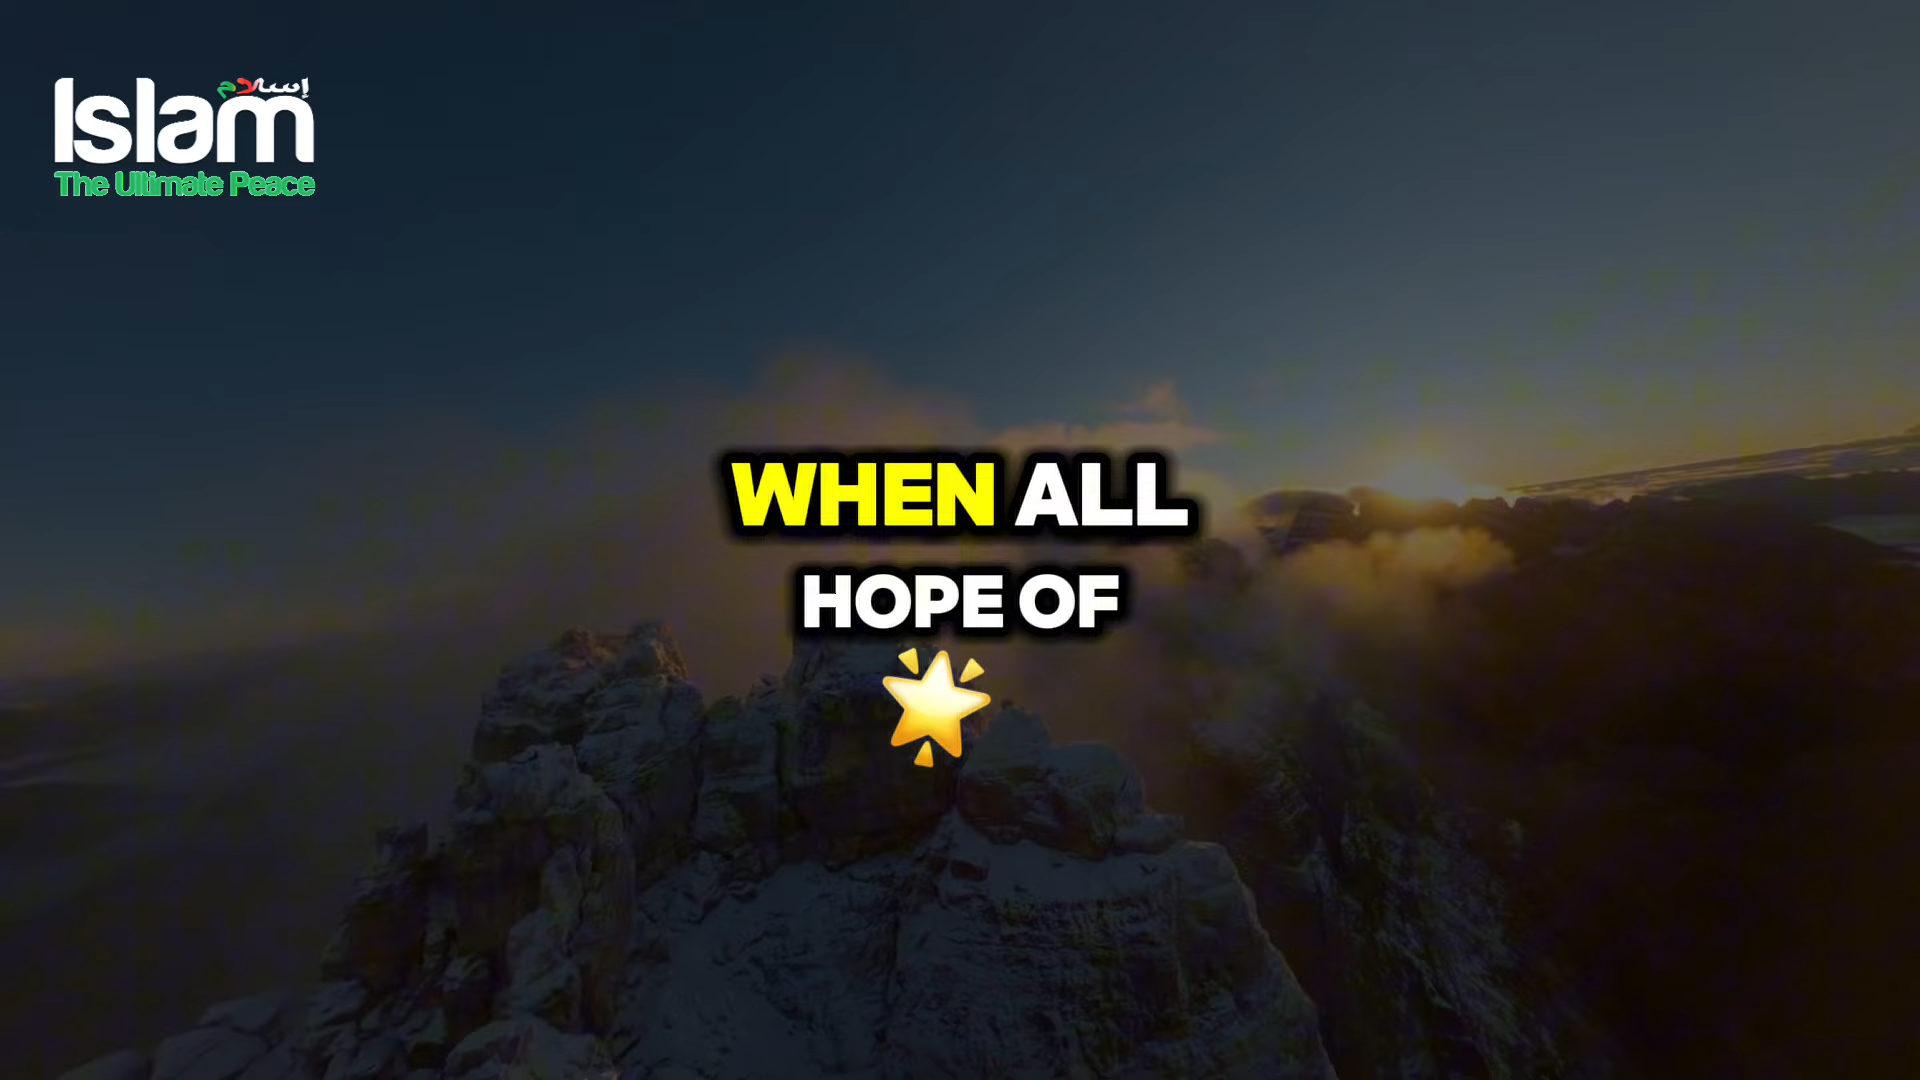 إسلام
Islam
The Ultimate Peace
WHEN ALL
HOPE OF